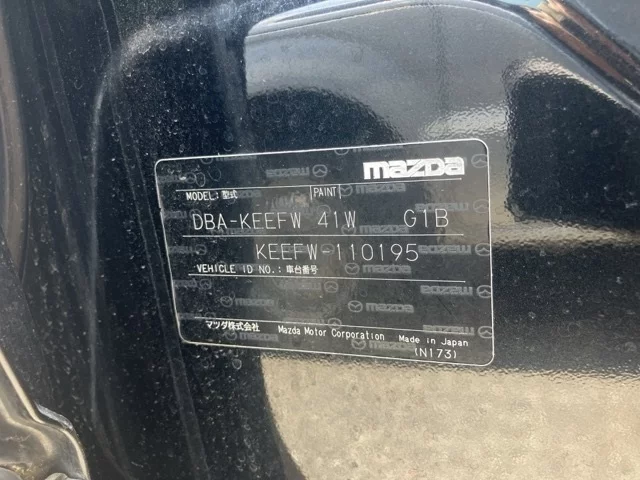 mazda
MODEL: 型式 PAINT
DBA-KEEFW 41W G1B
KEEFW-110195
VEHICLE ID NO.: 車台番号
マツダ株式会社 Mazda Motor Corporation Made in Japan
(N173)